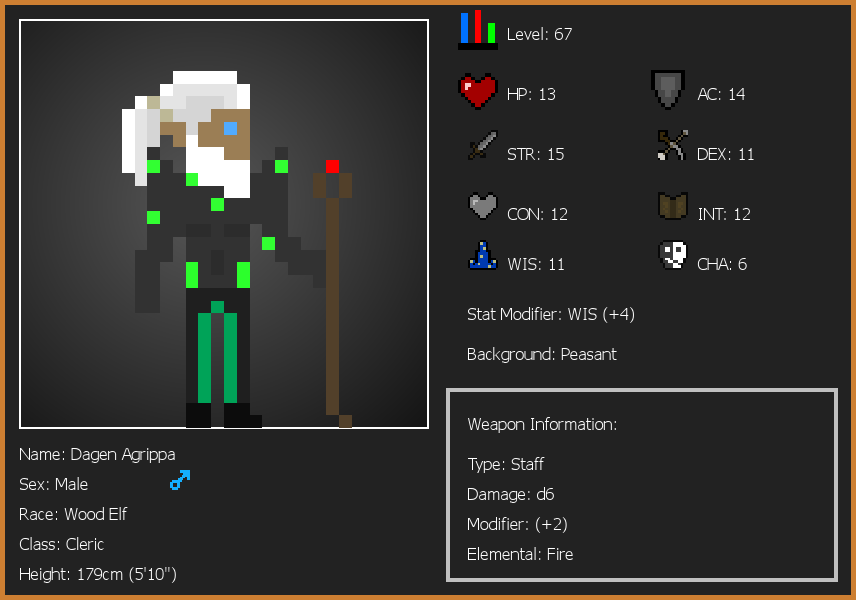 Level: 67
HP: 13
AC: 14
STR: 15
DEX: 11
CON: 12
INT: 12
WIS: 11
CHA: 6
Stat Modifier: WIS (+4)
Background: Peasant
Weapon Information:
Type: Staff
Damage: d6
Modifier: (+2)
Elemental: Fire
Name: Dagen Agrippa
Sex: Male
Race: Wood Elf
Class: Cleric
Height: 179cm (5'10")